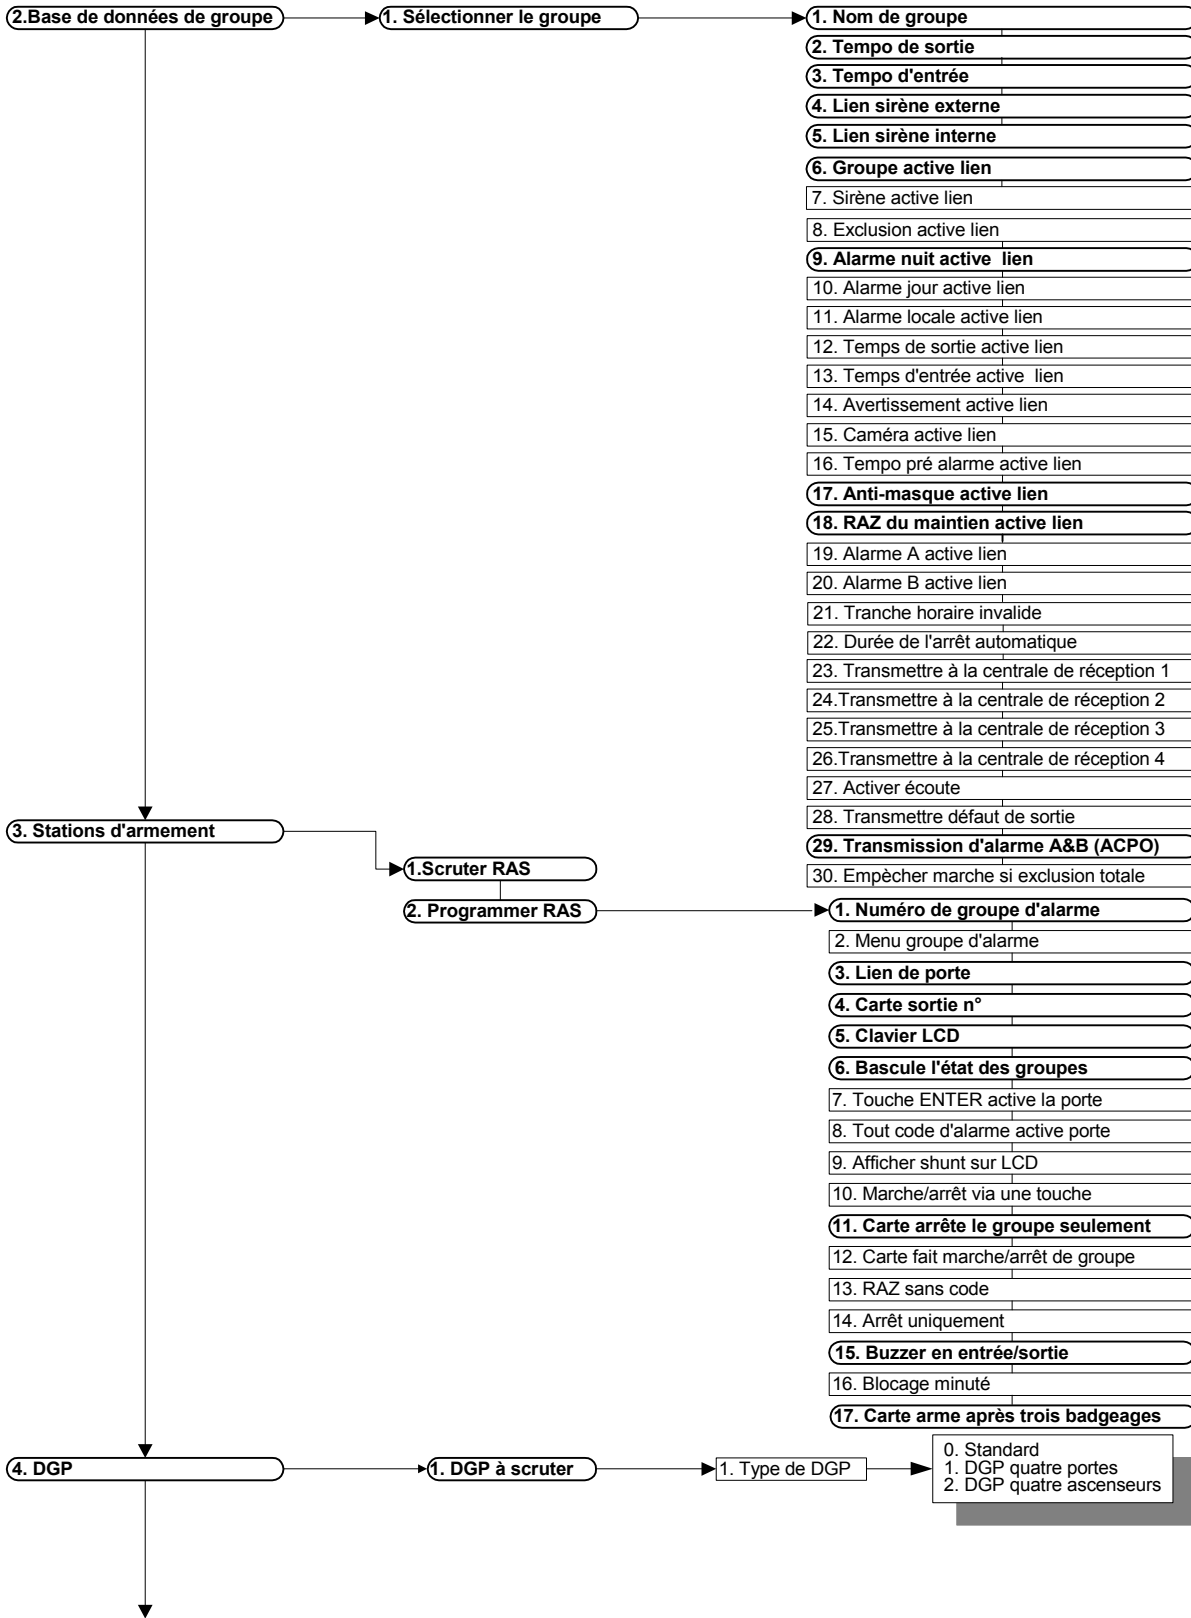 2.Base de données de groupe
1. Sélectionner le groupe
1. Nom de groupe
2. Tempo de sortie
3. Tempo d'entrée
4. Lien sirène externe
5. Lien sirène interne
6. Groupe active lien
7. Sirène active lien
8. Exclusion active lien
9. Alarme nuit active  lien
10. Alarme jour active lien
11. Alarme locale active lien
12. Temps de sortie active lien
13. Temps d'entrée active  lien
14. Avertissement active lien
15. Caméra active lien
16. Tempo pré alarme active lien
17. Anti-masque active lien
18. RAZ du maintien active lien
19. Alarme A active lien
20. Alarme B active lien
21. Tranche horaire invalide
22. Durée de l'arrêt automatique
23. Transmettre à la centrale de réception 1
24.Transmettre à la centrale de réception 2
25.Transmettre à la centrale de réception 3
26.Transmettre à la centrale de réception 4
27. Activer écoute
28. Transmettre défaut de sortie
29. Transmission d'alarme A&B (ACPO)
30. Empècher marche si exclusion totale
3. Stations d'armement
1.Scruter RAS
2. Programmer RAS
1. Numéro de groupe d'alarme
2. Menu groupe d'alarme
3. Lien de porte
4. Carte sortie n°
5. Clavier LCD
6. Bascule l'état des groupes
7. Touche ENTER active la porte
8. Tout code d'alarme active porte
9. Afficher shunt sur LCD
10. Marche/arrêt via une touche
11. Carte arrête le groupe seulement
12. Carte fait marche/arrêt de groupe
13. RAZ sans code
14. Arrêt uniquement
15. Buzzer en entrée/sortie
16. Blocage minuté
17. Carte arme après trois badgeages
4. DGP
1. DGP à scruter
1. Type de DGP
0. Standard
1. DGP quatre portes
2. DGP quatre ascenseurs